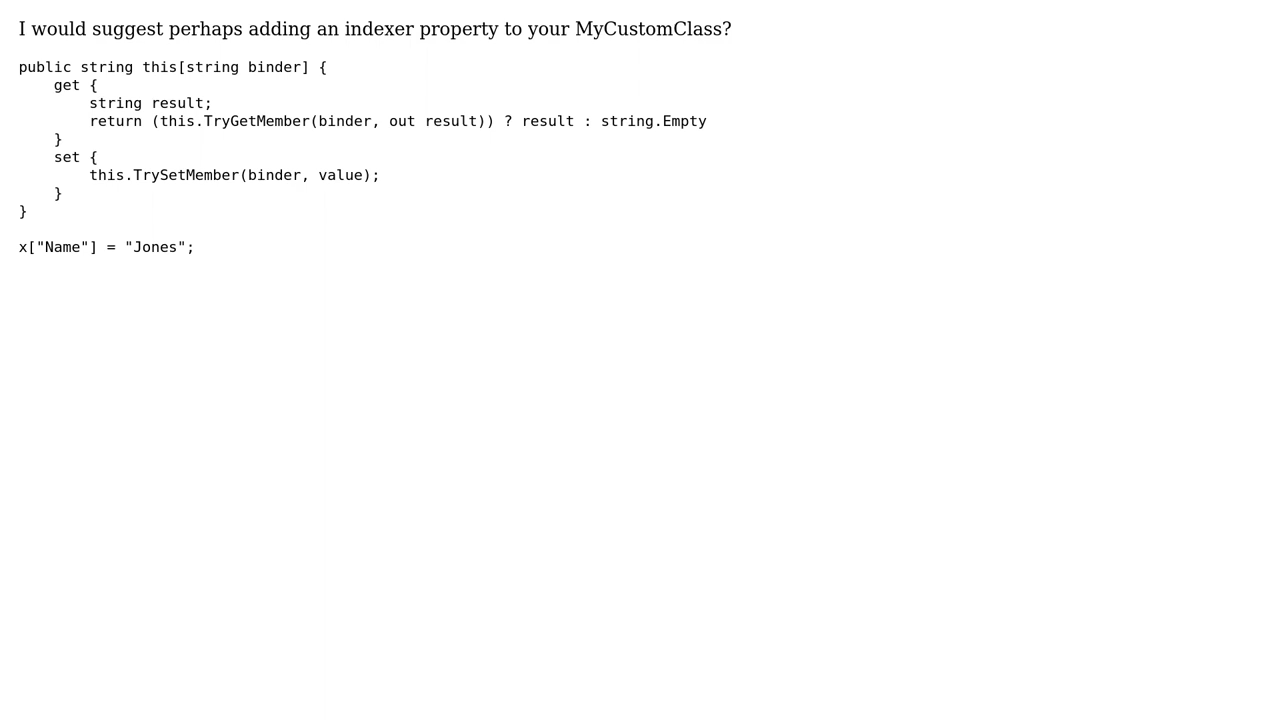 I would suggest perhaps adding an indexer property to your MyCustomClass?
public string this[string binder] {
    get {
        string result;
        return (this.TryGetMember(binder, out result)) ? result : string.Empty
    }
    set {
        this.TrySetMember(binder, value);
    }
}

x["Name"] = "Jones";